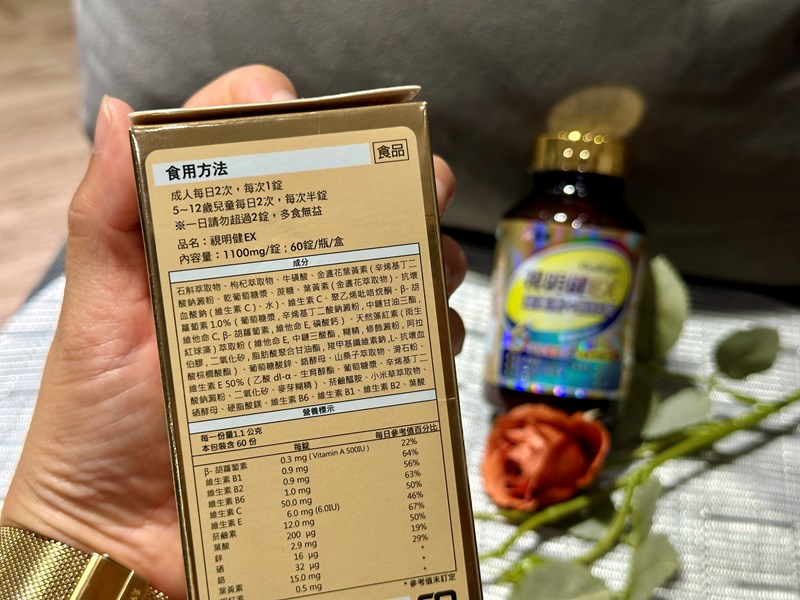 食用方法
食品
成人每日2次，每次1錠
5~12歲兒童每日2次，每次半錠
※一日請勿超過2錠，多食無益
品名：視明健EX
內容量：1100mg/錠；60錠/瓶/盒
成分
石斛萃取物、枸杞萃取物、牛磺酸、金盞花葉黃素(辛烯基丁二
酸鈉澱粉、乾葡萄糖漿、蔗糖、葉黃素(金盞花萃取物)、抗壞
血酸鈉(維生素C)、水)、維生素C、聚乙烯吡咯烷酮、β-胡
蘿蔔素1.0%(葡萄糖漿，辛烯基丁二酸鈉澱粉，中鏈甘油三酯，
維他命C, β-胡蘿蔔素，維他命E, 磷酸鈣)、天然藻紅素(雨生
紅球藻)萃取粉(維他命E, 中鏈三酸酯，糊精，修飾澱粉，阿拉
伯膠，二氧化矽，脂肪酸聚合甘油酯，羧甲基纖維素鈉, L-抗壞血
酸棕櫚酸酯)、葡萄糖酸鋅、鉻酵母、山桑子萃取物、滑石粉、
維生素E 50%(乙酸dl-α-生育醇酯、葡萄糖漿、辛烯基丁二
酸鈉澱粉、二氧化矽、麥芽糊精)、菸鹼醯胺、小米草萃取物、
硒酵母、硬脂酸鎂、維生素B6、維生素B1、維生素B2、葉酸
營養標示
每一份量1.1公克
本包裝含60份
每錠 每日參考值百分比
β-胡蘿蔔素 0.3 mg (Vitamin A 500IU) 22%
維生素B1 0.9 mg 64%
維生素B2 0.9 mg 56%
維生素B6 1.0 mg 63%
維生素C 50.0 mg 50%
維生素E 6.0 mg (6.0IU) 46%
菸鹼素 12.0 mg 67%
葉酸 200 μg 50%
鋅 2.9 mg 19%
硒 16 μg 29%
鉻 32 μg *
葉黃素 15.0 mg *
0.5 mg *
*參考值未訂定
視明健EX